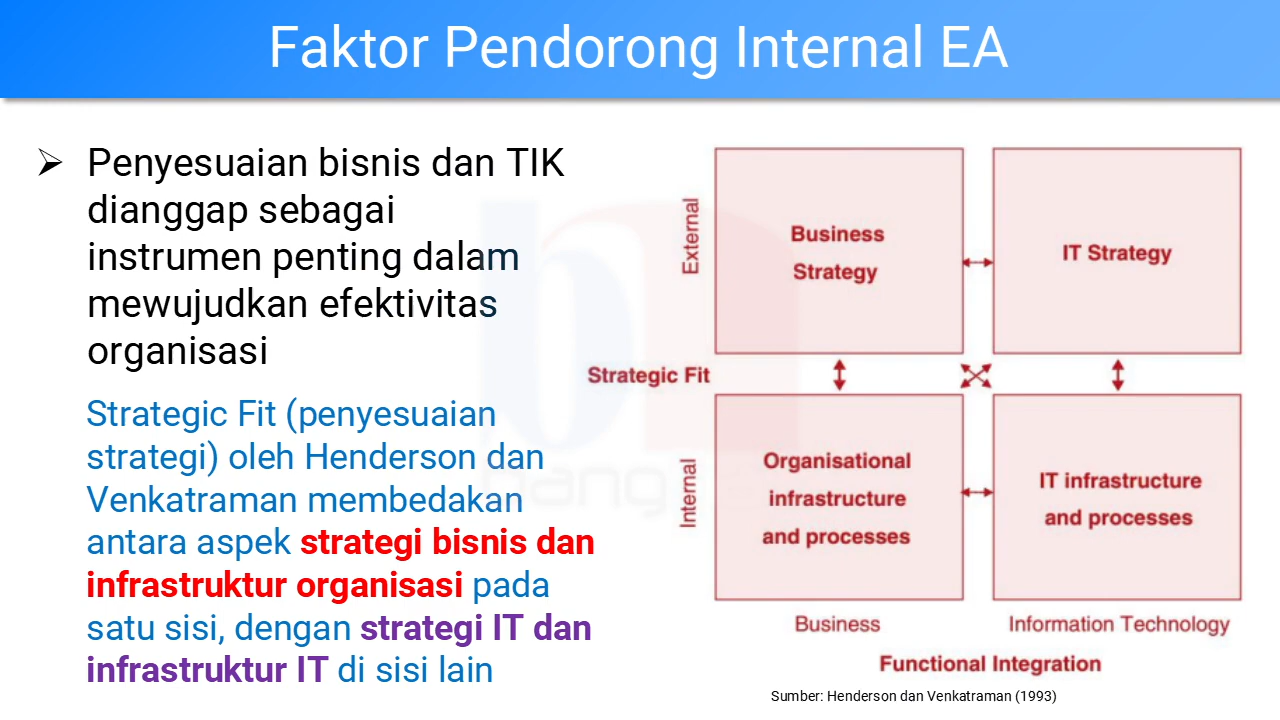 Faktor Pendorong Internal EA
Penyesuaian bisnis dan TIK
dianggap sebagai
instrumen penting dalam
mewujudkan efektivitas
organisasi
Strategic Fit (penyesuaian
strategi) oleh Henderson dan
Venkatraman membedakan
antara aspek strategi bisnis dan
infrastruktur organisasi pada
satu sisi, dengan strategi IT dan
infrastruktur IT di sisi lain
External
Business
Strategy
IT Strategy
Strategic Fit
Internal
Organisational
infrastructure
and processes
IT infrastructure
and processes
Business
Information Technology
Functional Integration
Sumber: Henderson dan Venkatraman (1993)